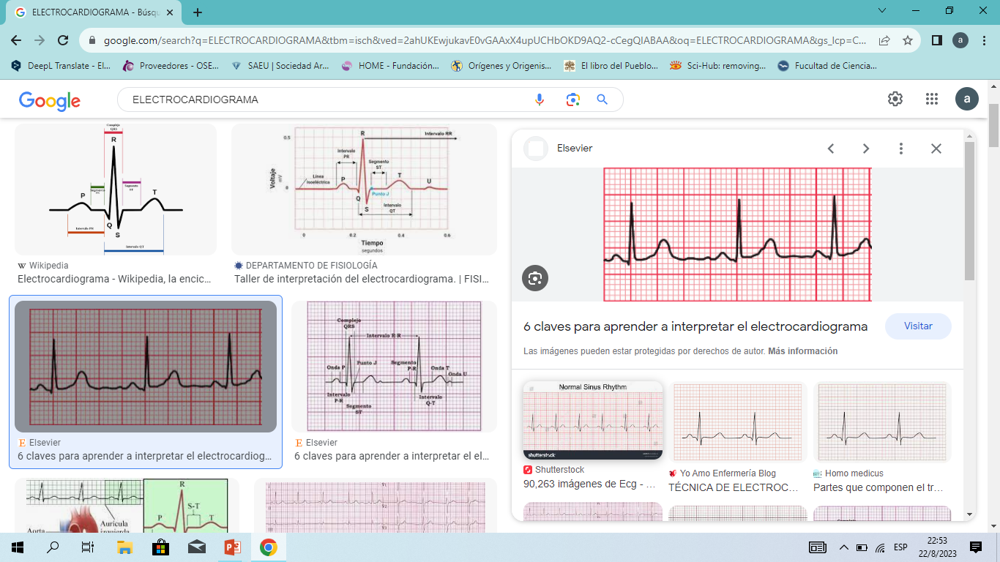 ELECTROCARDIOGRAMA - Búsqu
google.com/search?q=ELECTROCARDIOGRAMA&tbm=isch&ved=2ahUKEwjukavE0vGAAxX4upUCHbOKD9AQ2-cCegQIABAA&oq=ELECTROCARDIOGRAMA&gs_lcp=C...
a
DeepL Translate - El... Proveedores - OSE... SAEU | Sociedad Ar... HOME - Fundación... Orígenes y Origenis... El libro del Pueblo... Sci-Hub: removing... Fucultad de Ciencia...
Google
ELECTROCARDIOGRAMA
a
Complejo
QRS
R
P
T
Q
S
Intervalo PR
Intervalo QT
Wikipedia
Electrocardiograma - Wikipedia, la encic...
0.5
R
Intervalo RR
Intervalo
PR
Segmento
ST
Voltaje
mV
Línea
isoeléctrica
P
T
U
Q
Punto J
S
Intervalo
QT
0
0.2
0.4
0.6
Tiempo
segundos
DEPARTAMENTO DE FISIOLOGÍA
Taller de interpretación del electrocardiograma. | FISI...
E Elsevier
6 claves para aprender a interpretar el electrocardiog...
Complejo
QRS
Intervalo R-R
Onda P
Punto J
Segmento
P-R
Onda T
Onda U
Intervalo
P-R
Intervalo
Q-T
Segmento
ST
E Elsevier
6 claves para aprender a interpretar el el...
Aorta
Aurícula
izquierda
R
S-T
P
T
Elsevier
6 claves para aprender a interpretar el electrocardiograma
Visitar
Las imágenes pueden estar protegidas por derechos de autor. Más información
Normal Sinus Rhythm
shutterstock
Shutterstock
90,263 imágenes de Ecg - ...
Yo Amo Enfermería Blog
TÉCNICA DE ELECTROC...
Homo medicus
Partes que componen el tr...
ESP
22:53
22/8/2023